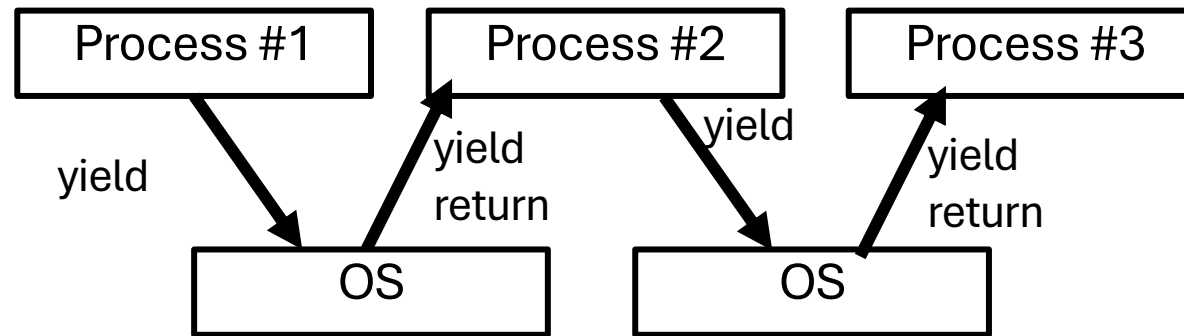 Process #1
Process #2
Process #3
yield
yield
return
yield
yield
return
OS
OS